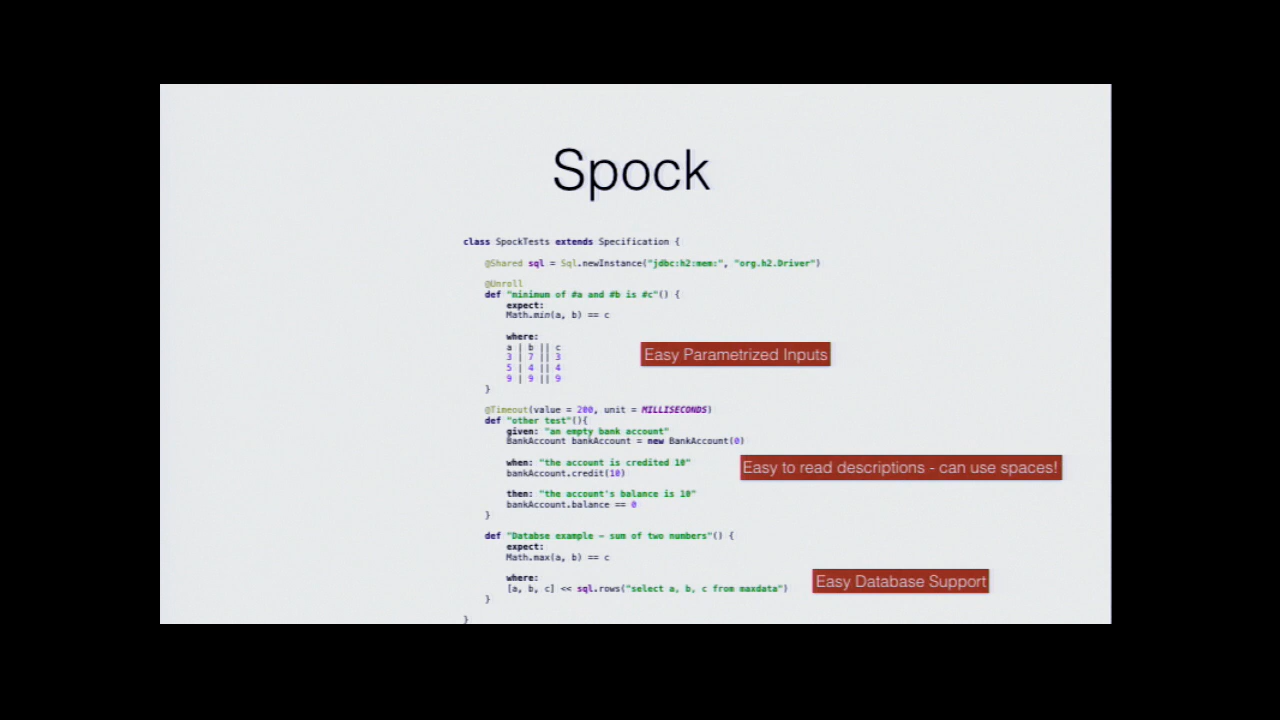 Spock
class SpockTests extends Specification {
@Shared sql = Sql.newInstance("jdbc:h2:mem:", "org.h2.Driver")
@Unroll
def "minimum of #a and #b is #c"() {
expect:
Math.min(a, b) == c
where:
a | b || c
3 | 7 || 3
5 | 4 || 4
9 | 9 || 9
}
Easy Parametrized Inputs
@Timeout(value = 200, unit = MILLISECONDS)
def "other test"(){
given: "an empty bank account"
BankAccount bankAccount = new BankAccount(0)
when: "the account is credited 10"
bankAccount.credit(10)
Easy to read descriptions - can use spaces!
then: "the account's balance is 10"
bankAccount.balance == 0
}
def "Databse example – sum of two numbers"() {
expect:
Math.max(a, b) == c
where:
[a, b, c] << sql.rows("select a, b, c from maxdata")
Easy Database Support
}
}